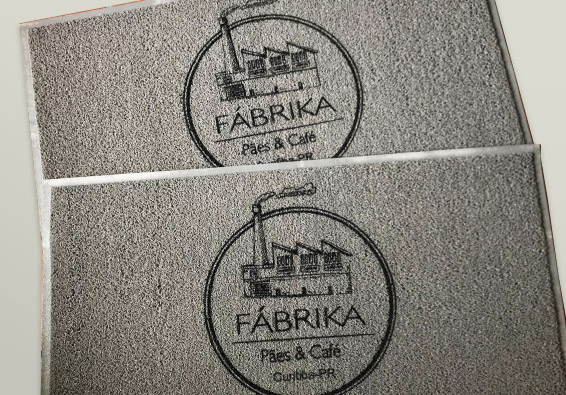 FÁBRIKA
Pães & Café
FÁBRIKA
Pães & Café
Curitiba-PR